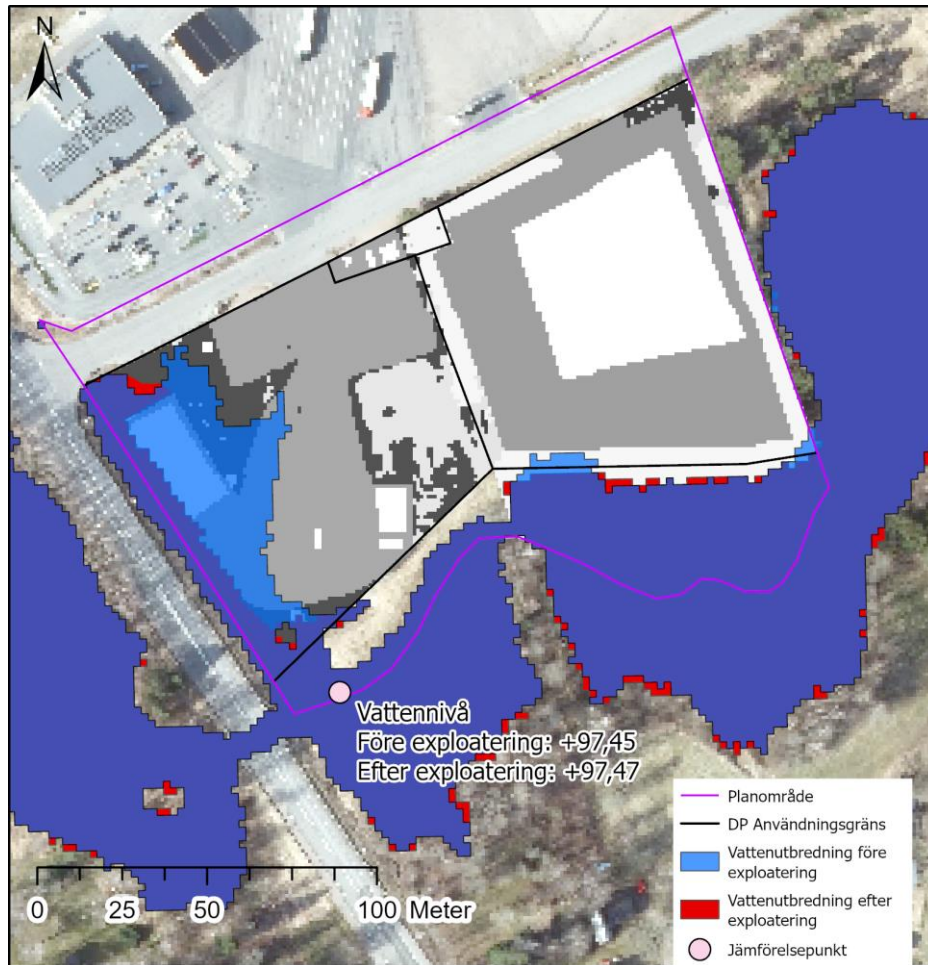 N
Vattennivå
Före exploatering: +97,45
Efter exploatering: +97,47
0 25 50 100 Meter
Planområde
DP Användningsgräns
Vattenutbredning före
exploatering
Vattenutbredning efter
exploatering
Jämförelsepunkt